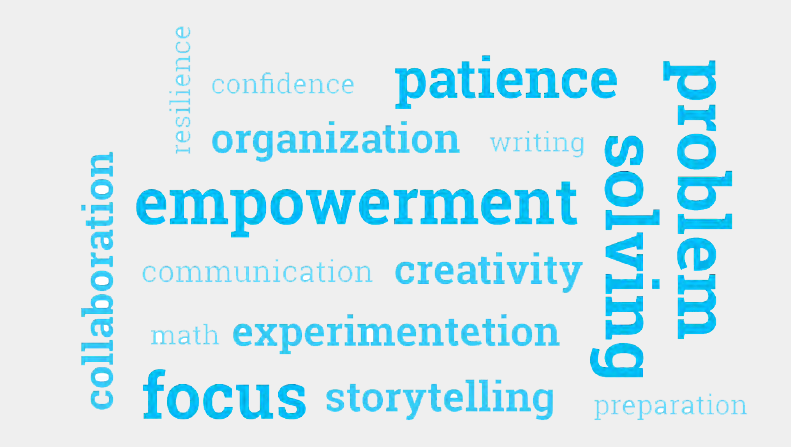 resilience
confidence
patience
problem
organization
writing
solving
collaboration
empowerment
communication
creativity
math
experimentetion
focus
storytelling
preparation